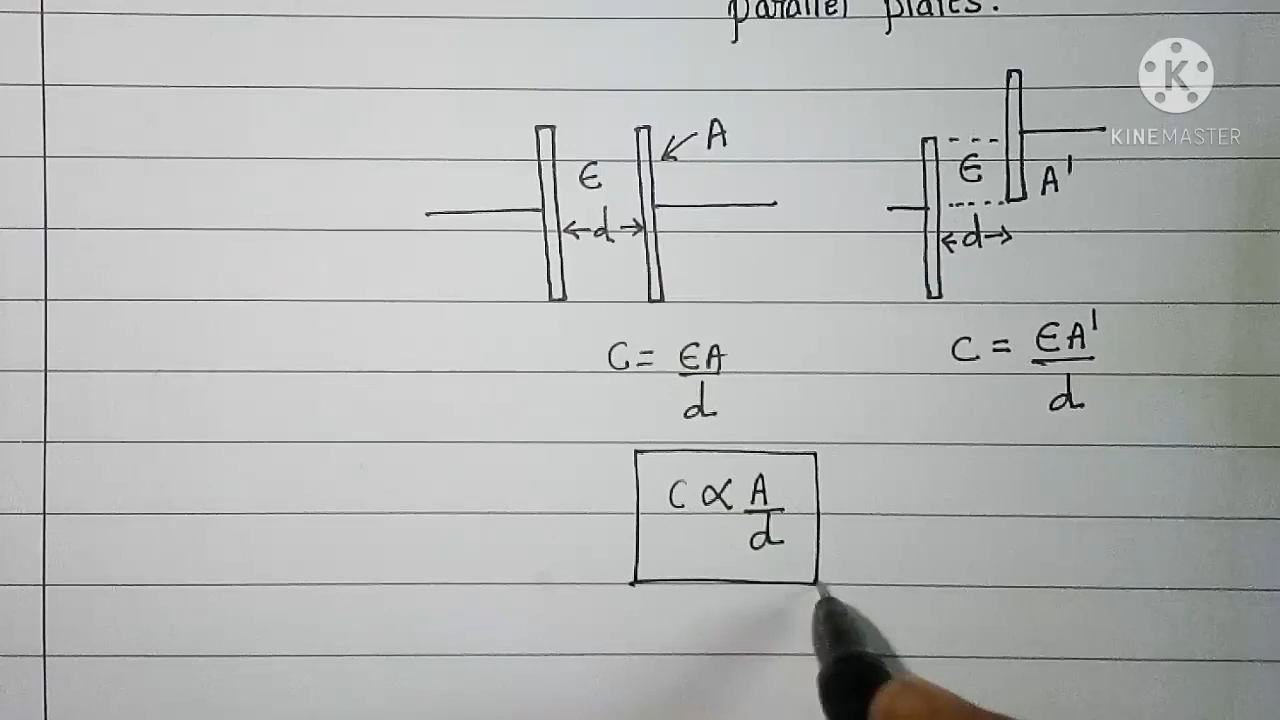 parallel plates.
K
KINEMASTER
A
ϵ
ϵ
A'
d
d
C = ϵA/d
C = ϵA'/d
C ∝ A/d